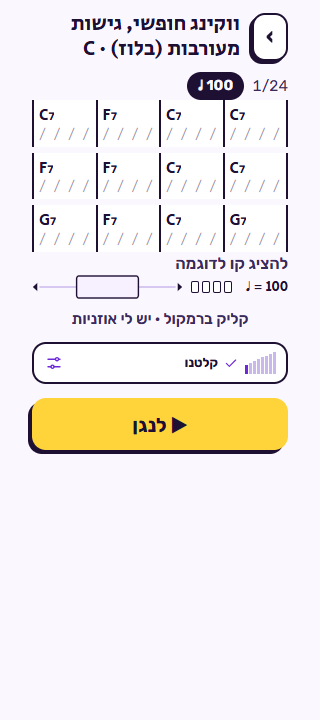 ווקינג חופשי, גישות
מעורבות (בלוז) · C
1/24 ♩100
C7 F7 C7 C7
/ / / / / / / / / / / / / / / /
F7 F7 C7 C7
/ / / / / / / / / / / / / / / /
G7 F7 C7 G7
/ / / / / / / / / / / / / / / /
להציג קו לדוגמה
♩ = 100
קליק ברמקול • יש לי אוזניות
קלטנו
לנגן